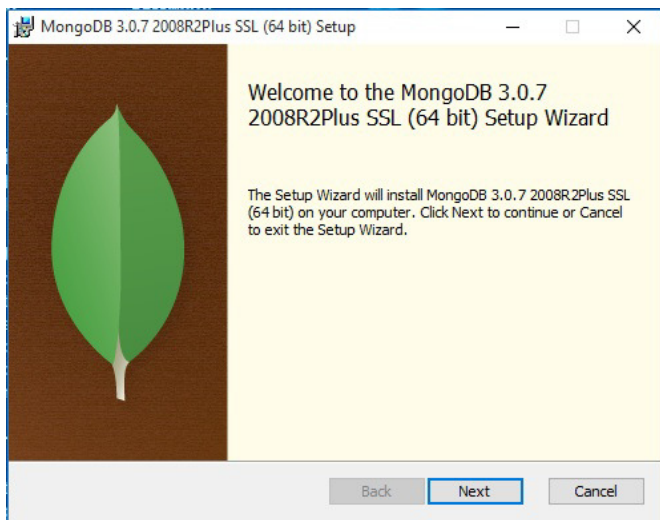 MongoDB 3.0.7 2008R2Plus SSL (64 bit) Setup
Welcome to the MongoDB 3.0.7
2008R2Plus SSL (64 bit) Setup Wizard
The Setup Wizard will install MongoDB 3.0.7 2008R2Plus SSL
(64 bit) on your computer. Click Next to continue or Cancel
to exit the Setup Wizard.
Back Next Cancel